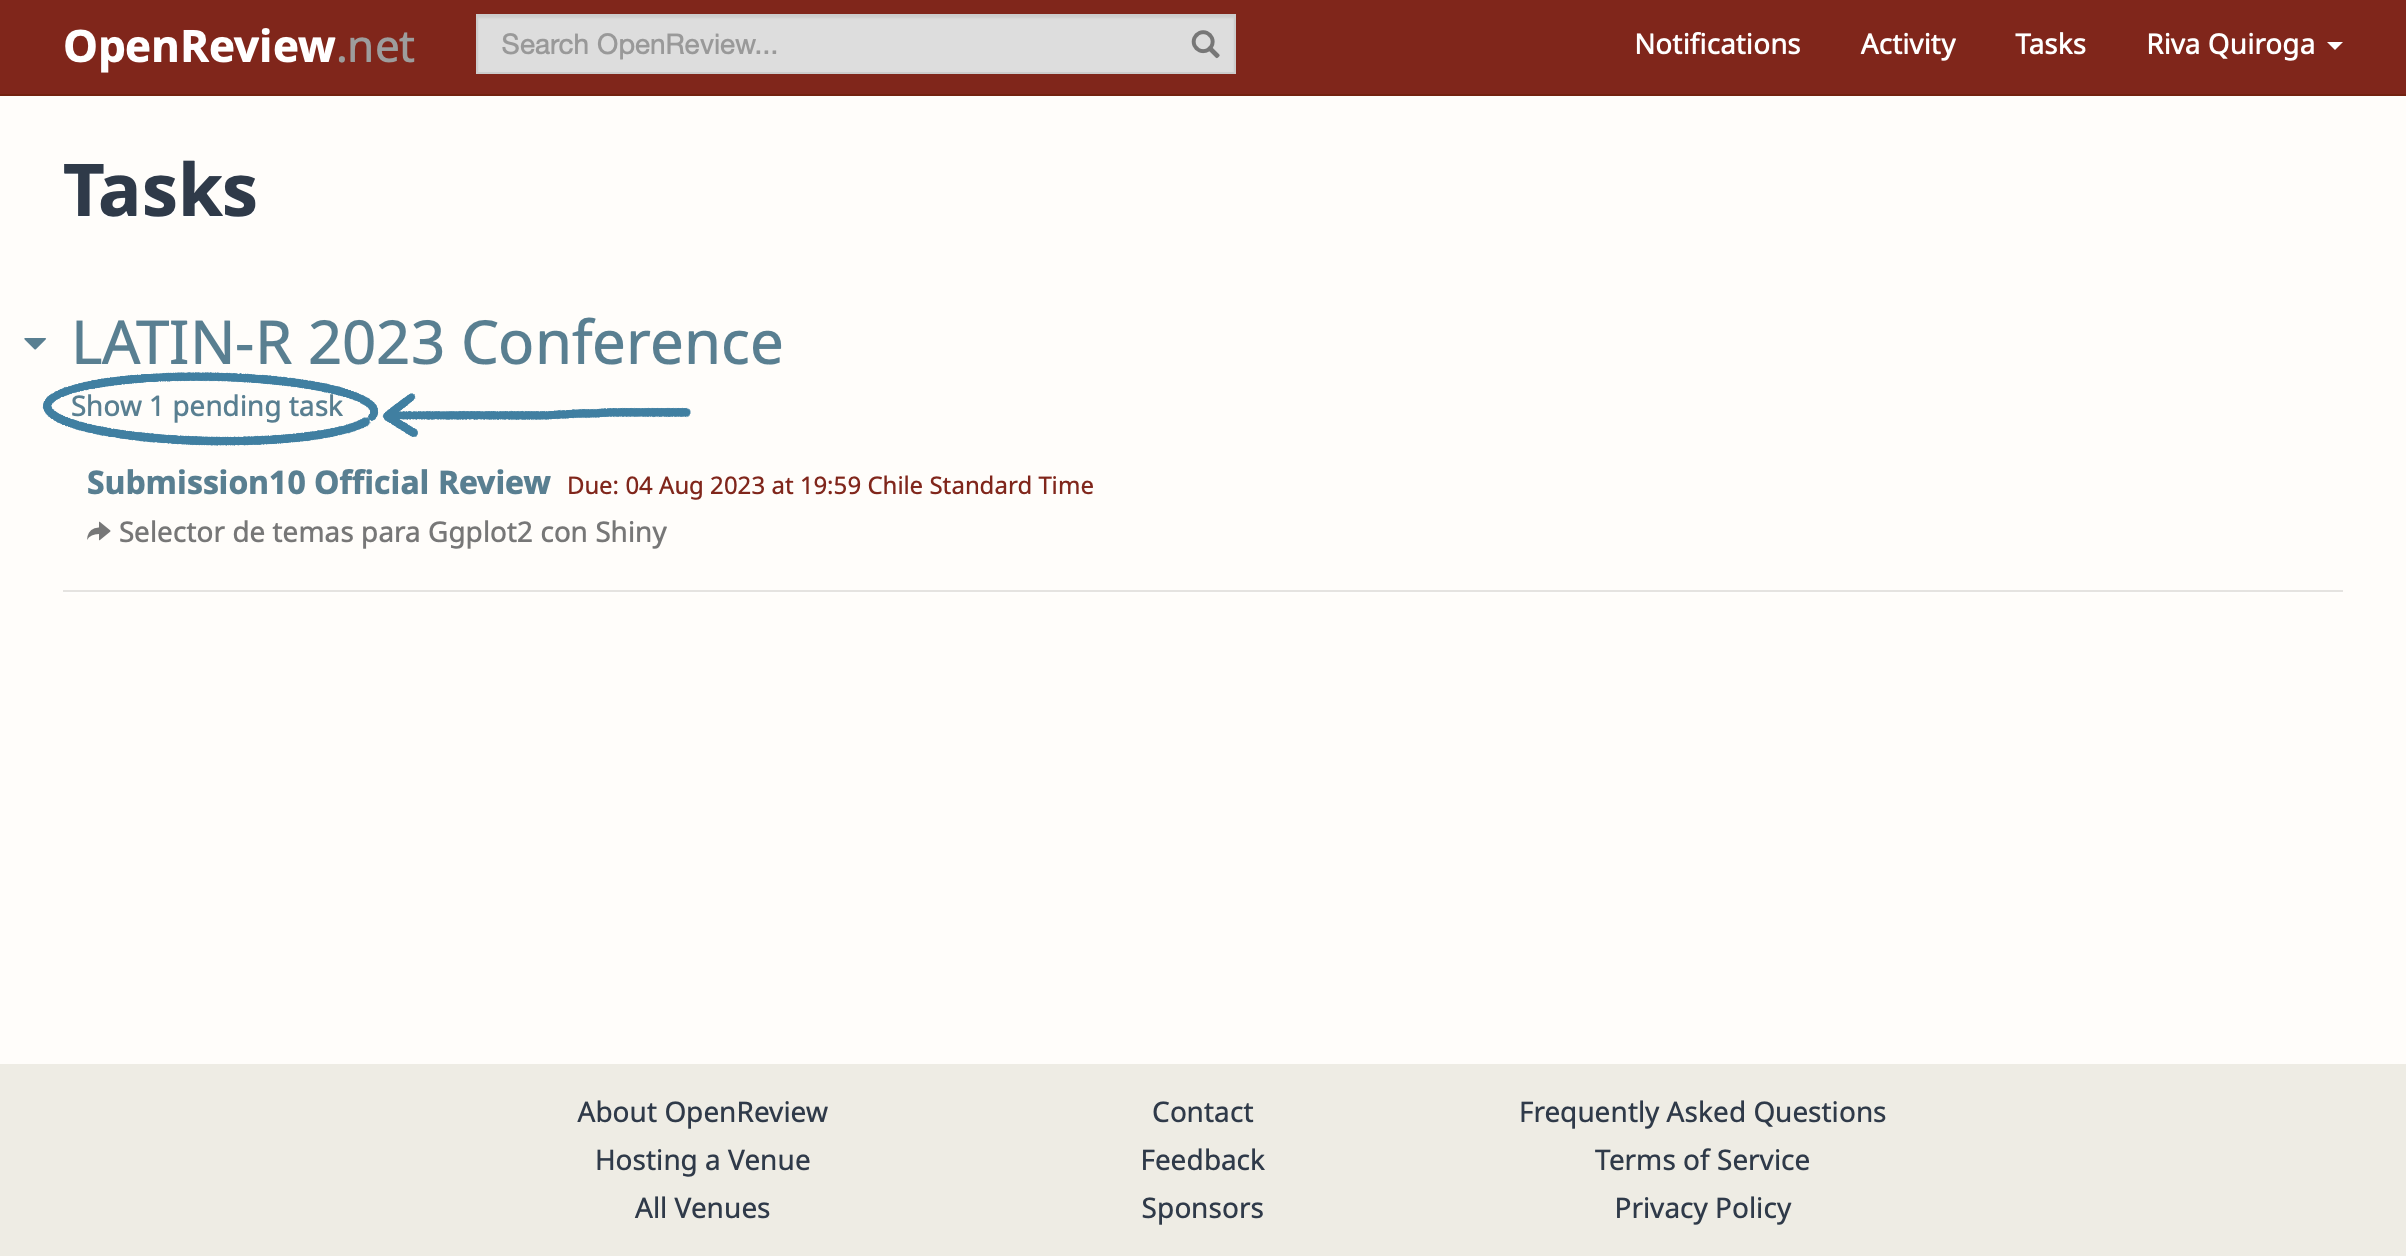 OpenReview.net
Search OpenReview...
Notifications
Activity
Tasks
Riva Quiroga
Tasks
LATIN-R 2023 Conference
Show 1 pending task
Submission10 Official Review Due: 04 Aug 2023 at 19:59 Chile Standard Time
Selector de temas para Ggplot2 con Shiny
About OpenReview
Hosting a Venue
All Venues
Contact
Feedback
Sponsors
Frequently Asked Questions
Terms of Service
Privacy Policy